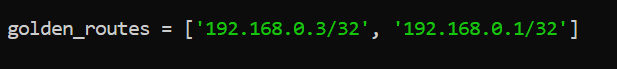 golden_routes = ['192.168.0.3/32', '192.168.0.1/32']